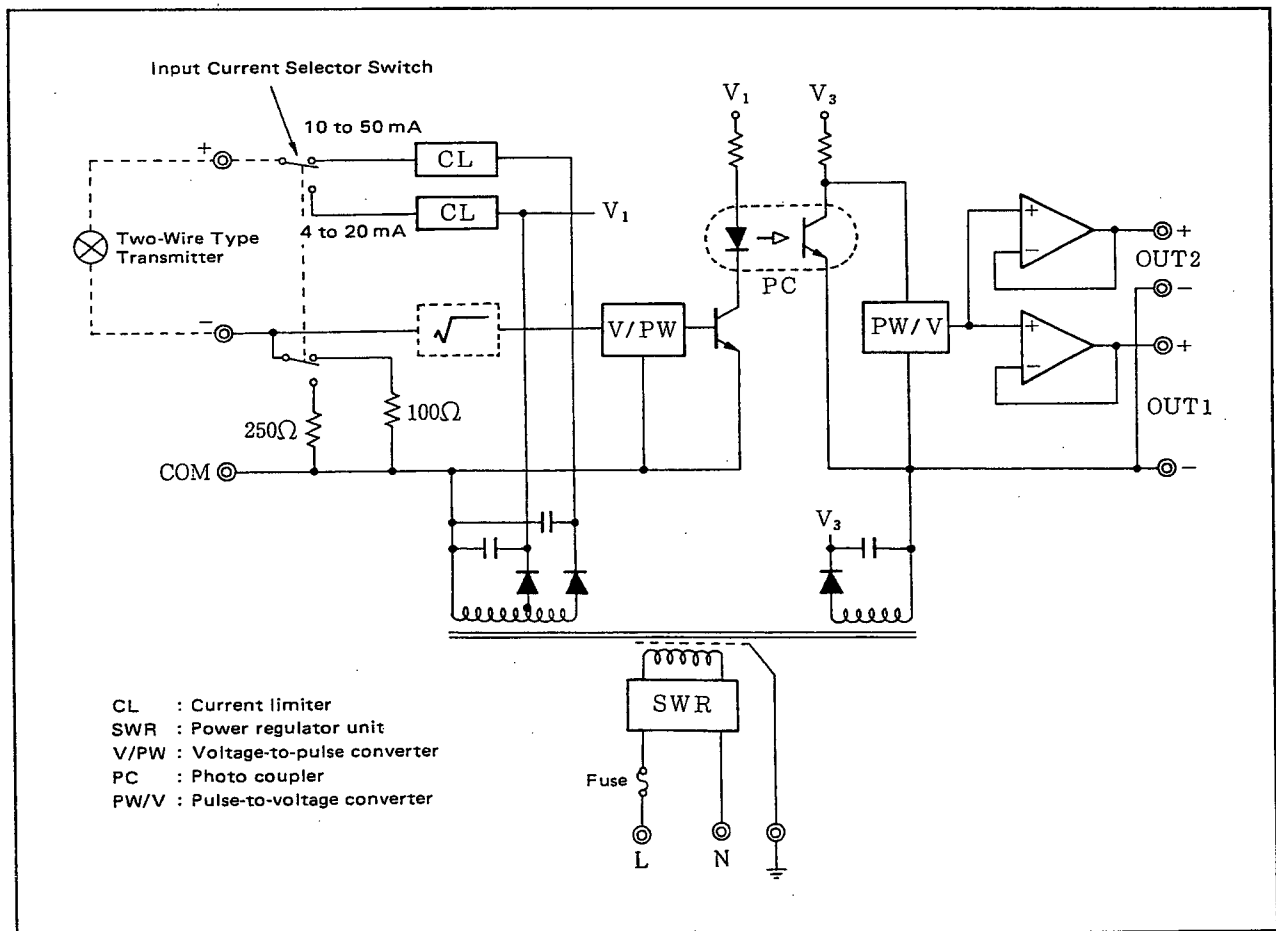 Input Current Selector Switch
10 to 50 mA
+
CL
CL
V₁
4 to 20 mA
Two-Wire Type
Transmitter
−
√
V/PW
250Ω
100Ω
COM
V₁
V₃
PC
PW/V
+
−
+
OUT2
−
+
−
+
OUT1
−
V₃
SWR
Fuse
L
N
CL : Current limiter
SWR : Power regulator unit
V/PW : Voltage-to-pulse converter
PC : Photo coupler
PW/V : Pulse-to-voltage converter